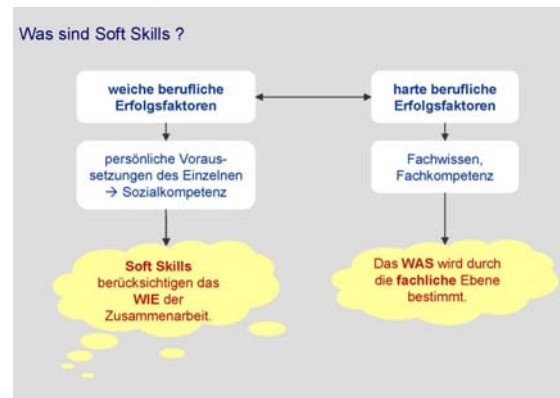 Was sind Soft Skills ?
weiche berufliche
Erfolgsfaktoren
persönliche Voraus-
setzungen des Einzelnen
→ Sozialkompetenz
Soft Skills
berücksichtigen das
WIE der
Zusammenarbeit.
harte berufliche
Erfolgsfaktoren
Fachwissen,
Fachkompetenz
Das WAS wird durch
die fachliche Ebene
bestimmt.